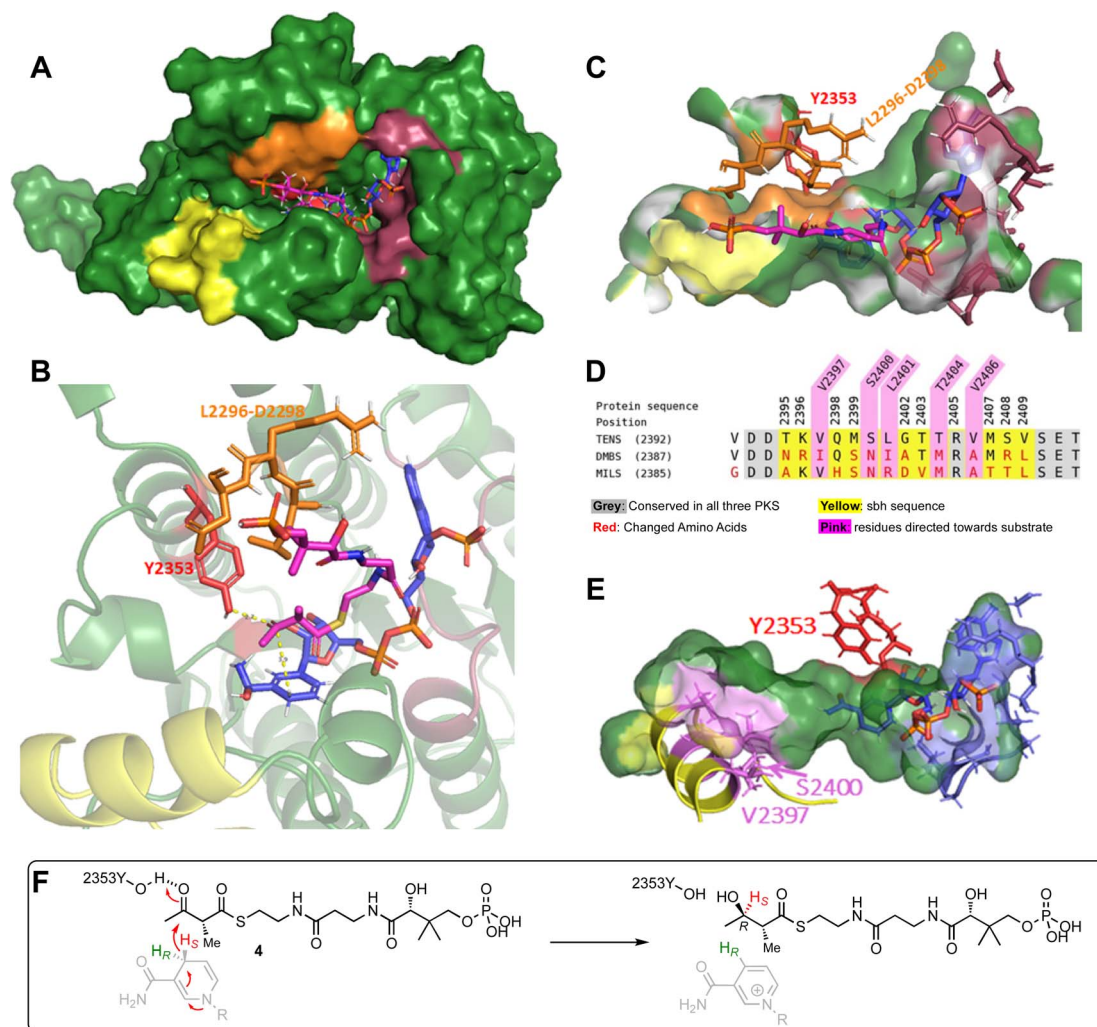 A
B
L2296-D2298
Y2353
C
Y2353
L2296-D2298
D
V2397
S2400
L2401
T2404
V2406
Protein sequence
Position
2395
2396
2398
2399
2402
2403
2405
2407
2408
2409
TENS (2392) V D D T K V Q M S L G T T R V M S V S E T
DMBS (2387) V D D N R I Q S N I A T M R A M R L S E T
MILS (2385) G D D A K V H S N R D V M R A T T L S E T
Grey: Conserved in all three PKS
Yellow: sbh sequence
Red: Changed Amino Acids
Pink: residues directed towards substrate
E
Y2353
S2400
V2397
F
2353Y
O
H
O
O
S
N
H
O
H
N
O
OH
O
P
O
OH
OH
Me
4
HR
HS
O
H2N
N
R
2353Y
OH
HO
HS
R
Me
O
S
N
H
O
H
N
O
OH
O
P
O
OH
OH
HR
O
H2N
N
+
R